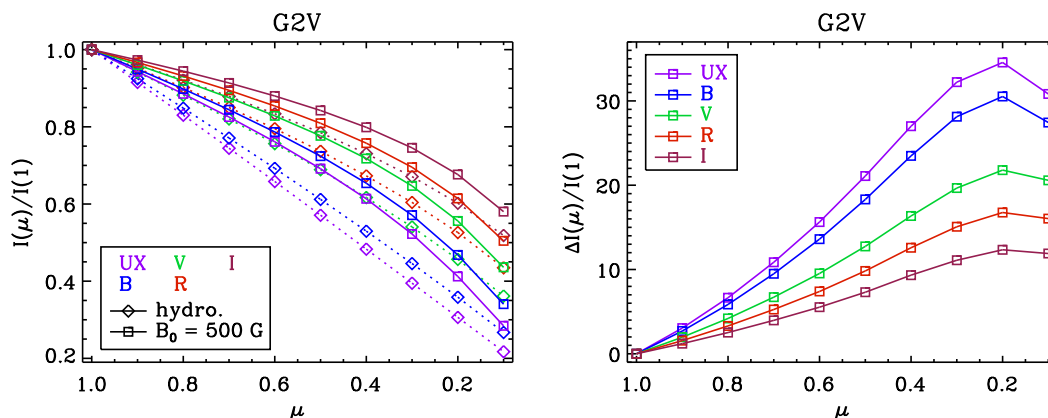 G2V
I(μ)/I(1)
1.0
0.8
0.6
0.4
0.2
UX V I
B R
hydro.
B₀ = 500 G
1.0 0.8 0.6 0.4 0.2
μ
G2V
ΔI(μ)/I(1)
30
20
10
0
UX
B
V
R
I
1.0 0.8 0.6 0.4 0.2
μ